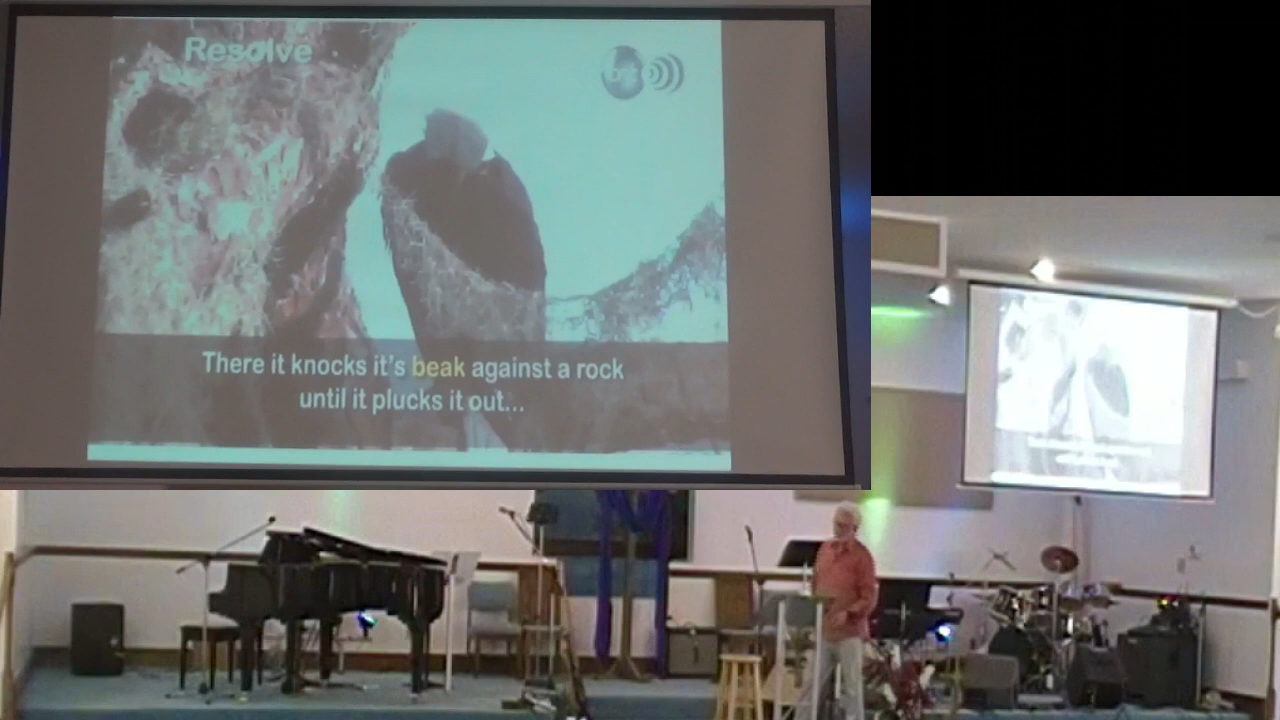 Resolve
There it knocks it's beak against a rock
until it plucks it out...